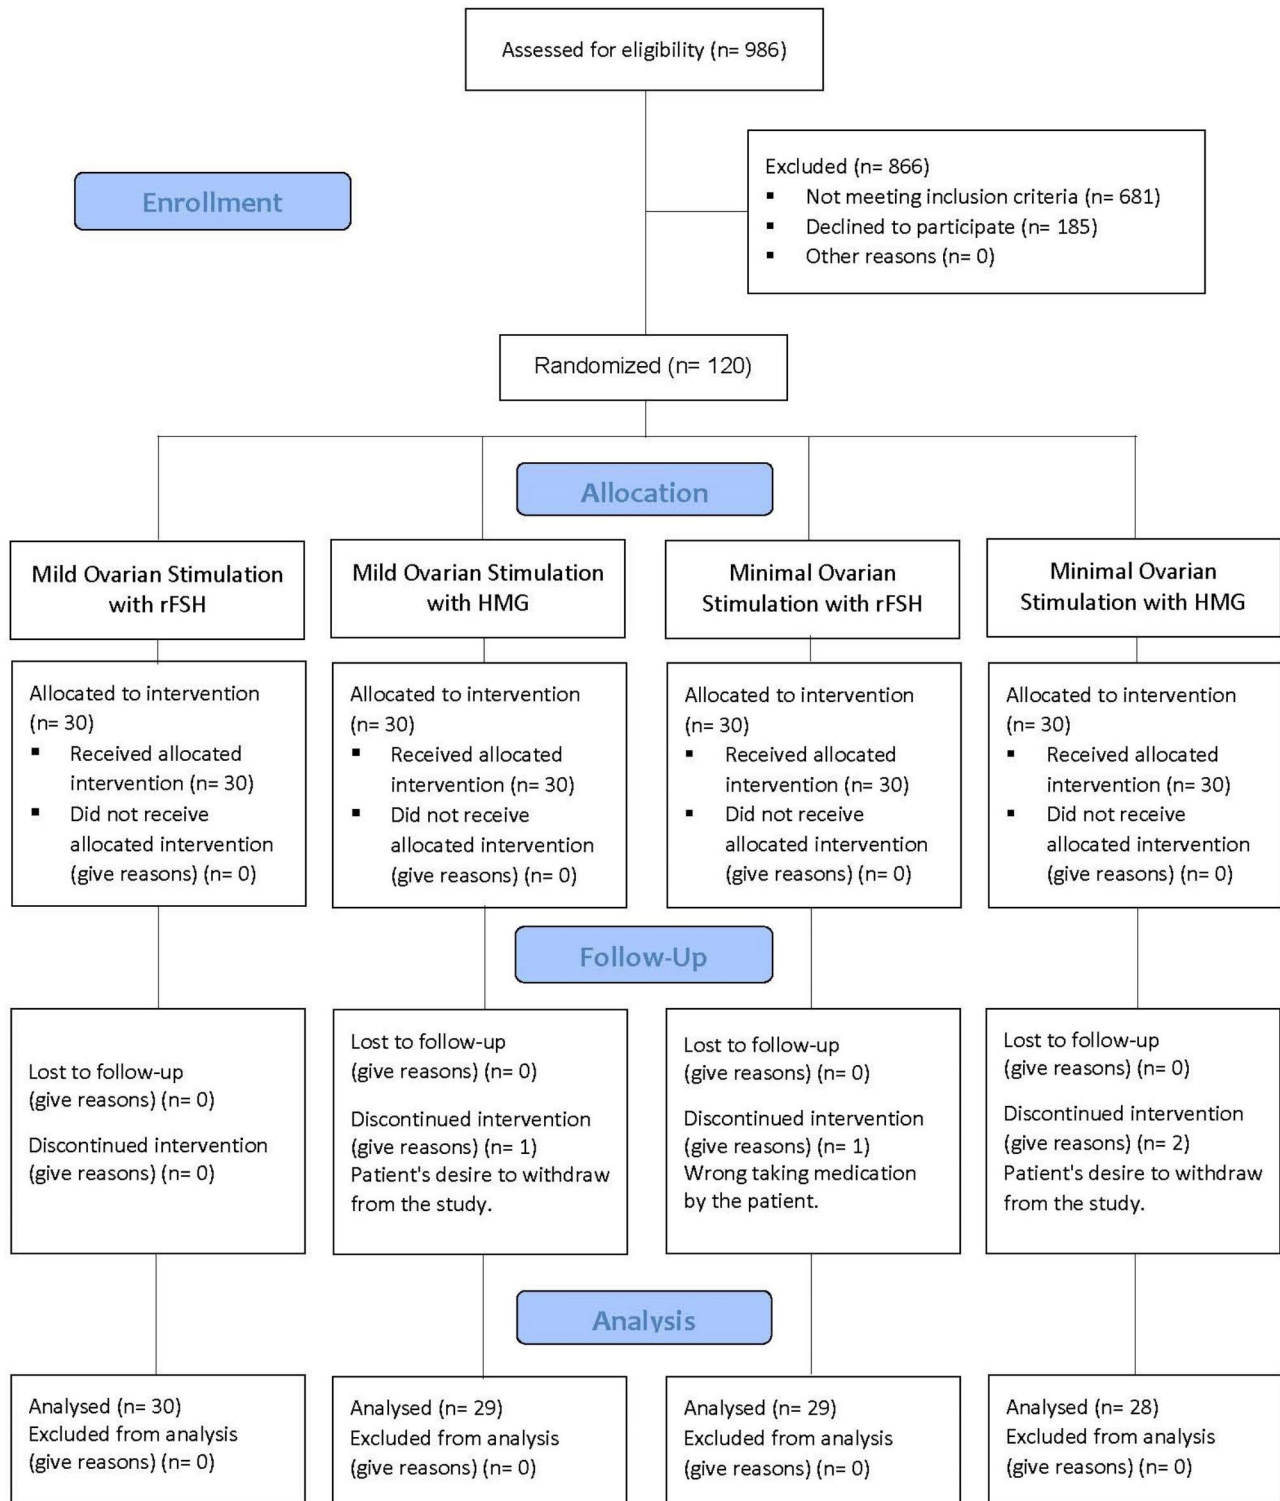 Assessed for eligibility (n= 986)
Excluded (n= 866)
▪ Not meeting inclusion criteria (n= 681)
▪ Declined to participate (n= 185)
▪ Other reasons (n= 0)
Enrollment
Randomized (n= 120)
Allocation
Mild Ovarian Stimulation
with rFSH
Allocated to intervention
(n= 30)
▪ Received allocated
intervention (n= 30)
▪ Did not receive
allocated intervention
(give reasons) (n= 0)
Mild Ovarian Stimulation
with HMG
Allocated to intervention
(n= 30)
▪ Received allocated
intervention (n= 30)
▪ Did not receive
allocated intervention
(give reasons) (n= 0)
Minimal Ovarian
Stimulation with rFSH
Allocated to intervention
(n= 30)
▪ Received allocated
intervention (n= 30)
▪ Did not receive
allocated intervention
(give reasons) (n= 0)
Minimal Ovarian
Stimulation with HMG
Allocated to intervention
(n= 30)
▪ Received allocated
intervention (n= 30)
▪ Did not receive
allocated intervention
(give reasons) (n= 0)
Follow-Up
Lost to follow-up
(give reasons) (n= 0)
Discontinued intervention
(give reasons) (n= 0)
Lost to follow-up
(give reasons) (n= 0)
Discontinued intervention
(give reasons) (n= 1)
Patient's desire to withdraw
from the study.
Lost to follow-up
(give reasons) (n= 0)
Discontinued intervention
(give reasons) (n= 1)
Wrong taking medication
by the patient.
Lost to follow-up
(give reasons) (n= 0)
Discontinued intervention
(give reasons) (n= 2)
Patient's desire to withdraw
from the study.
Analysis
Analysed (n= 30)
Excluded from analysis
(give reasons) (n= 0)
Analysed (n= 29)
Excluded from analysis
(give reasons) (n= 0)
Analysed (n= 29)
Excluded from analysis
(give reasons) (n= 0)
Analysed (n= 28)
Excluded from analysis
(give reasons) (n= 0)